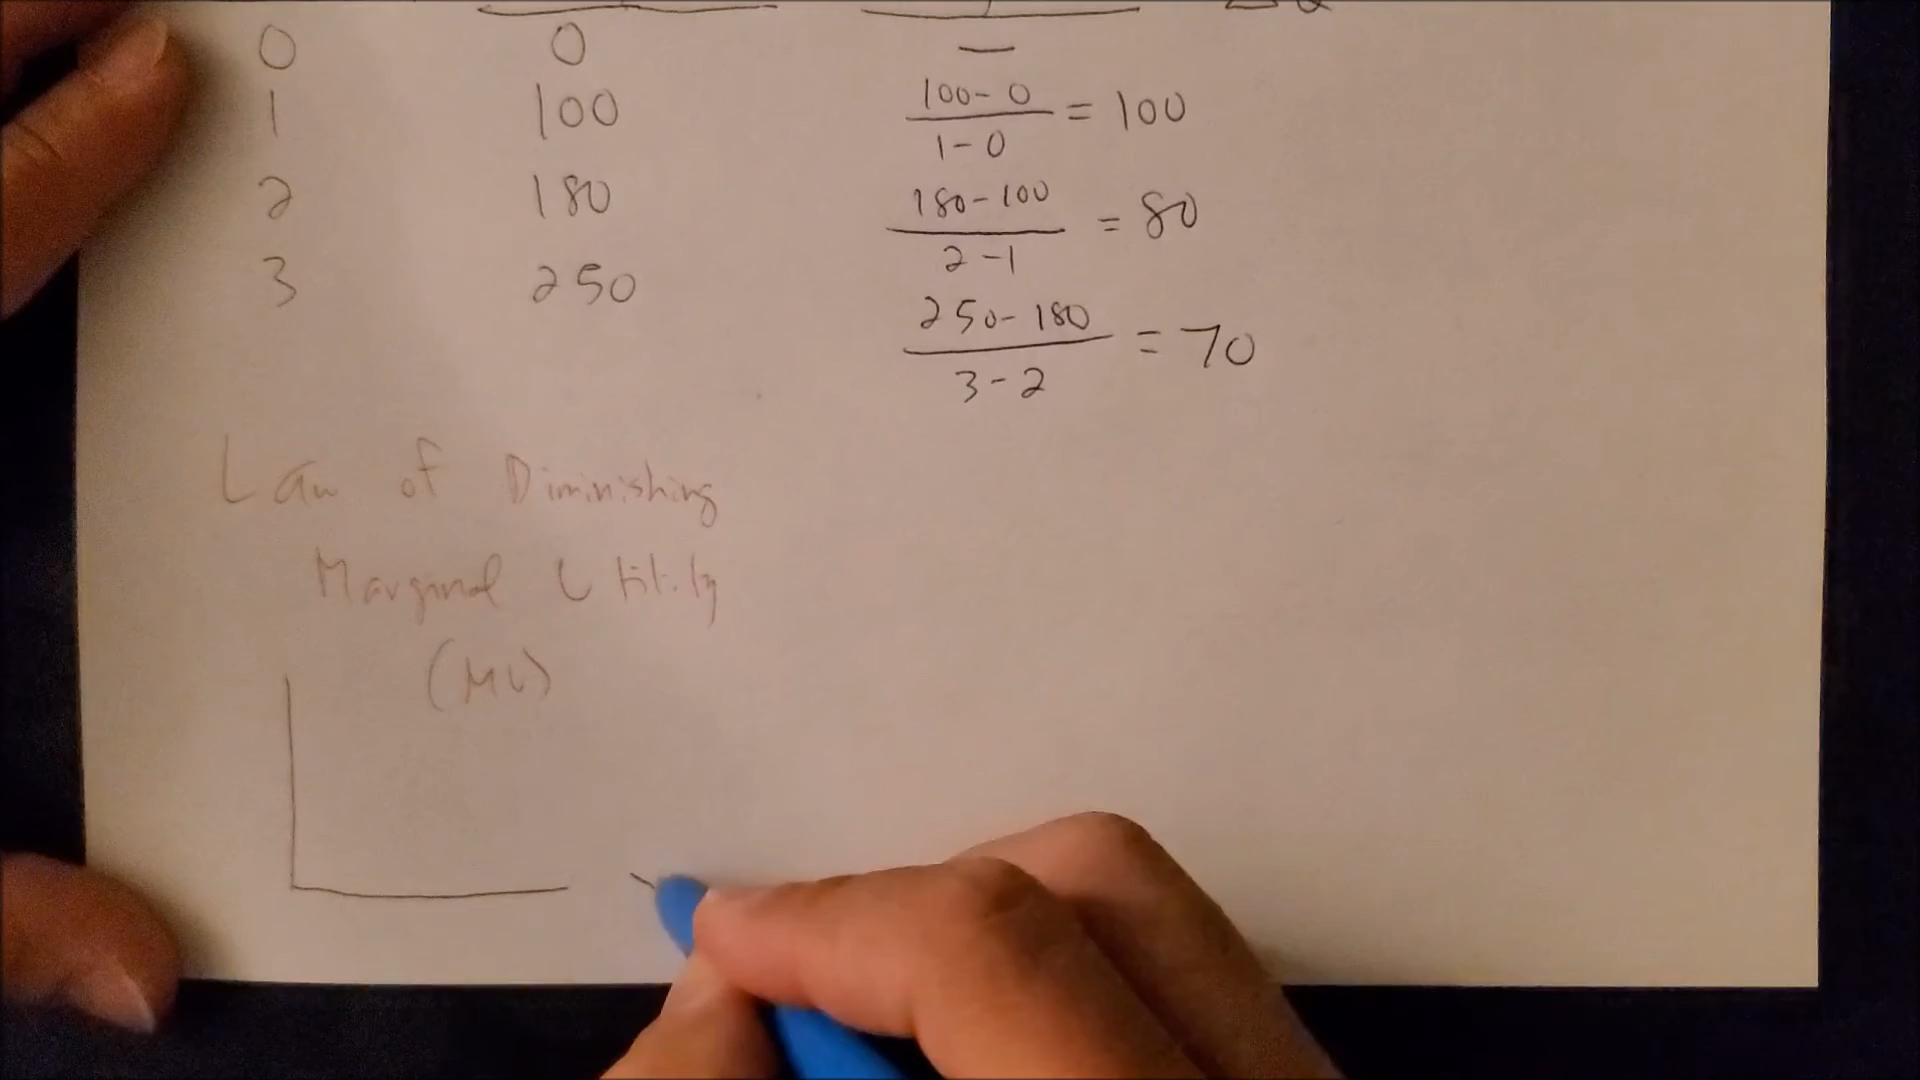 ΔQ
0 0 —
1 100 100-0 / 1-0 = 100
2 180 180-100 / 2-1 = 80
3 250 250-180 / 3-2 = 70
Law of Diminishing
Marginal Utility
(MU)